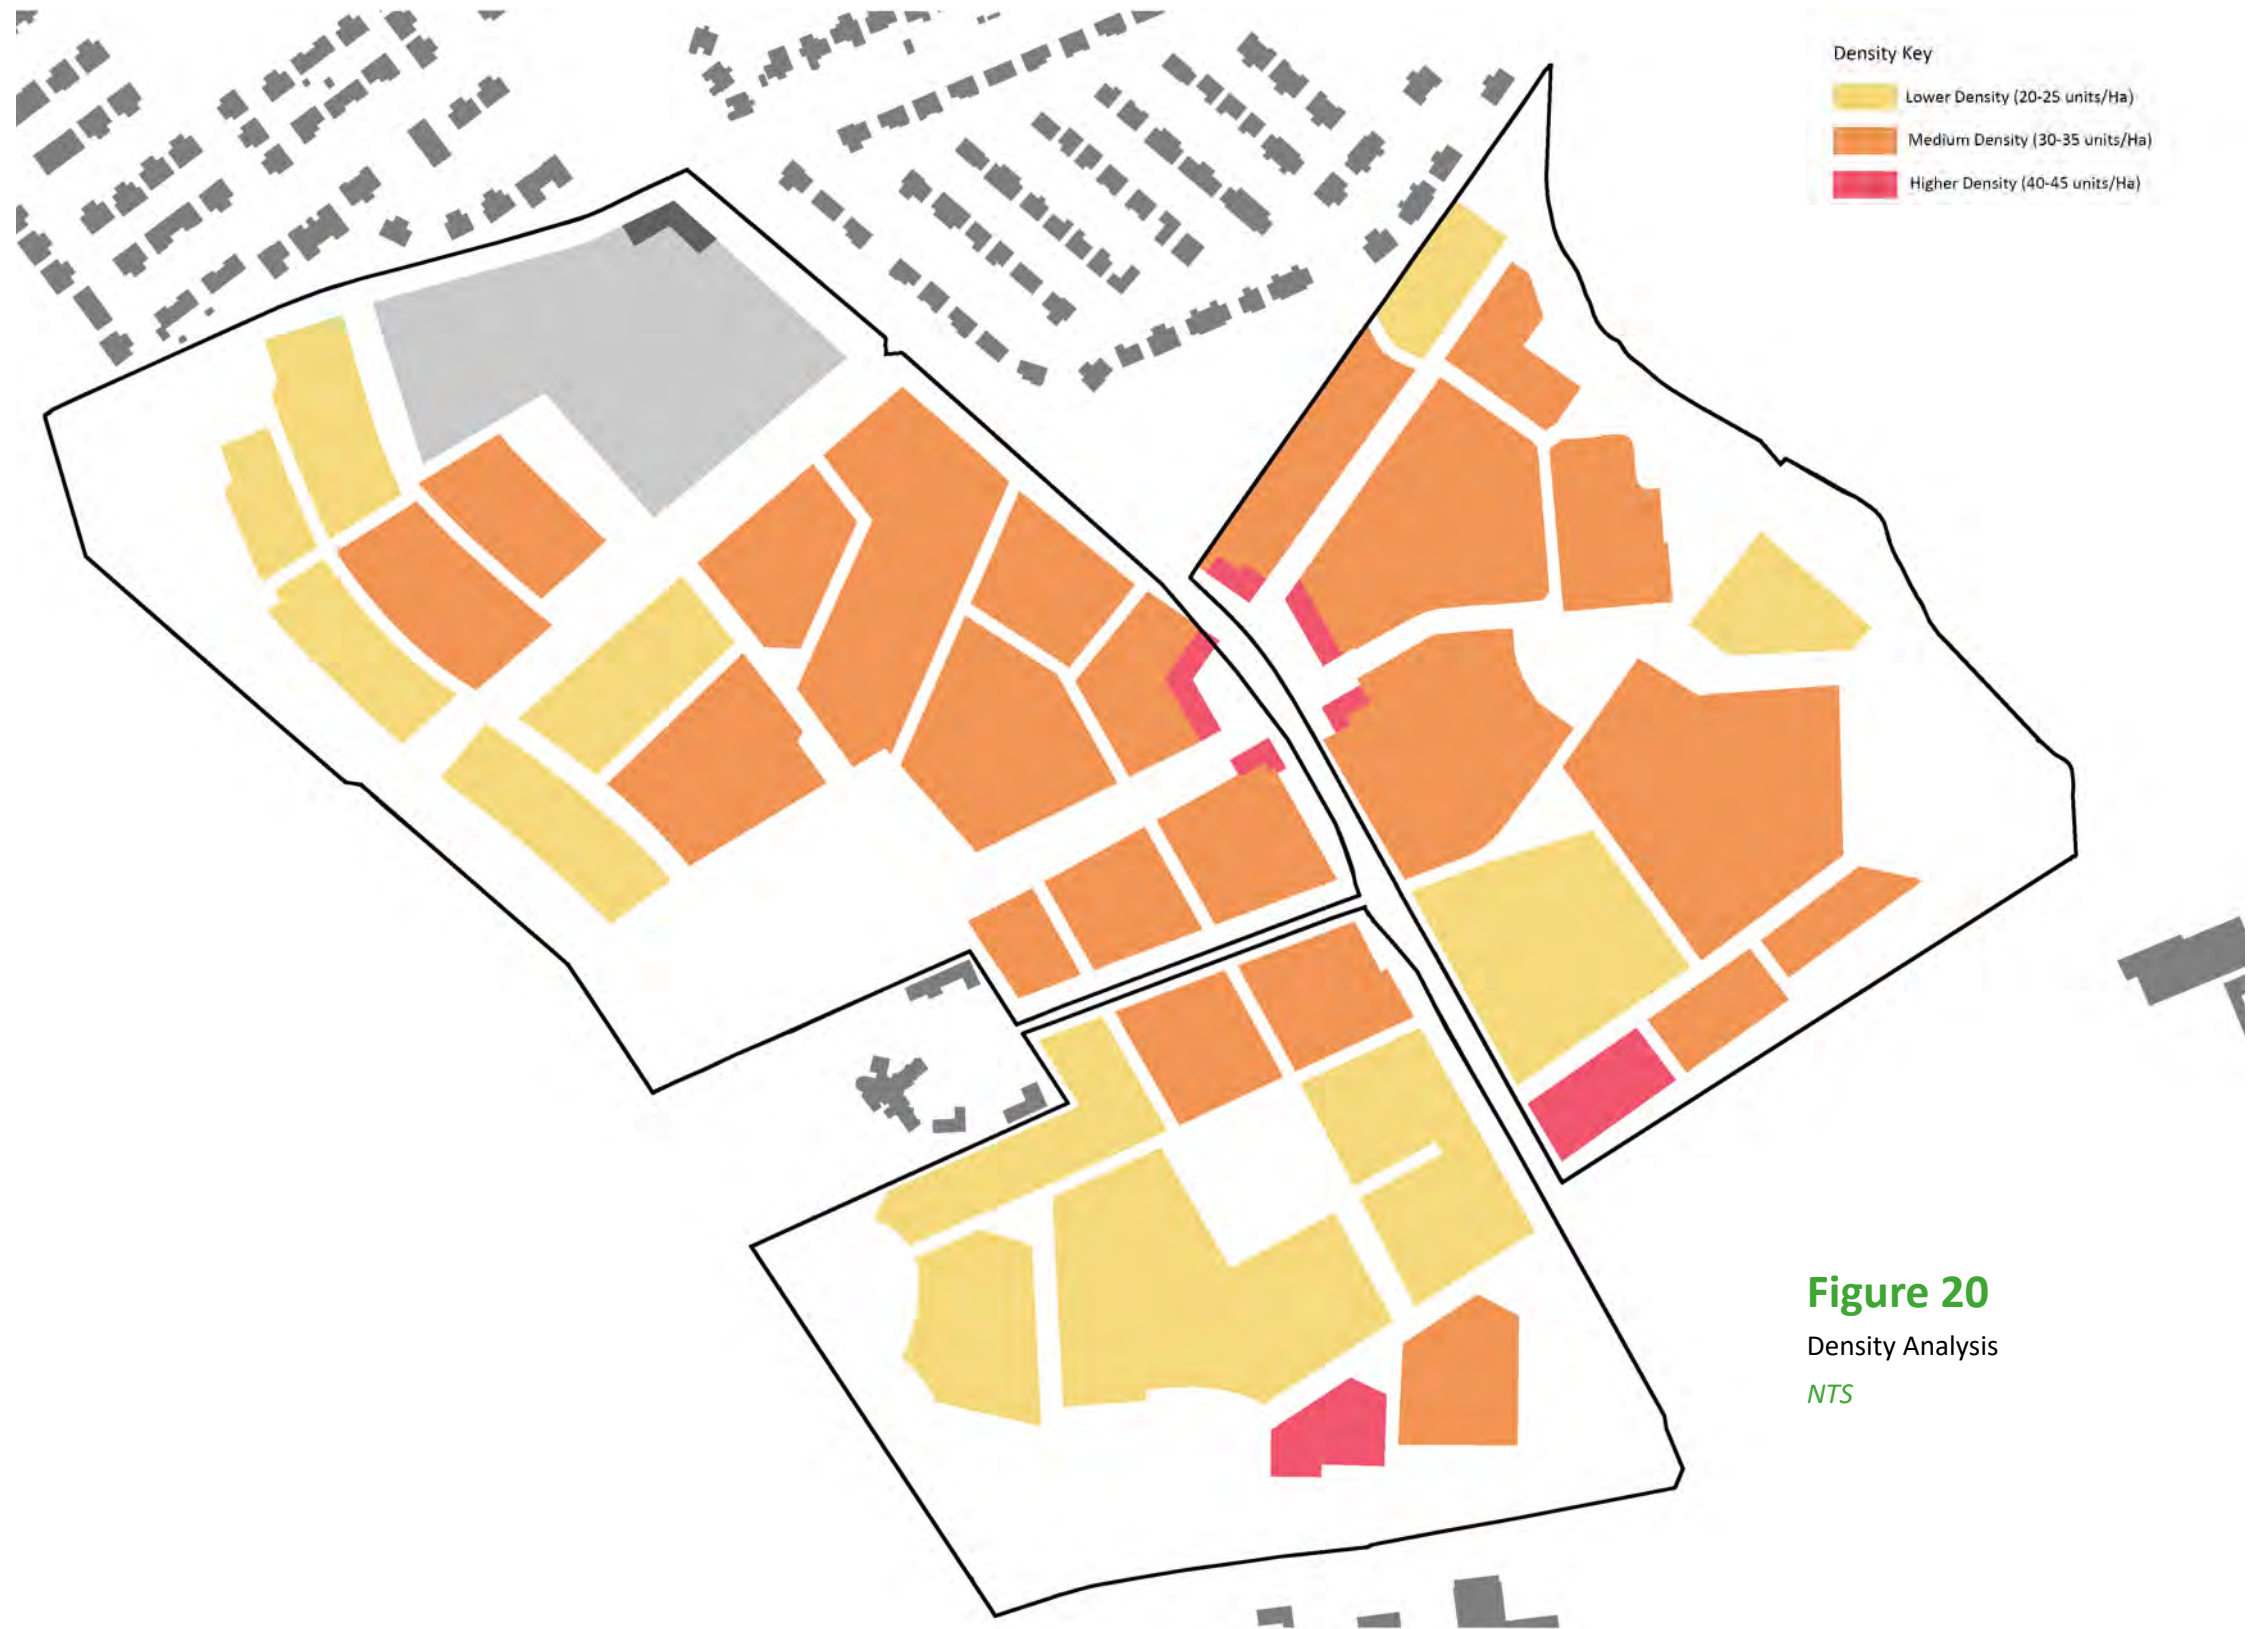 Density Key
Lower Density (20-25 units/Ha)
Medium Density (30-35 units/Ha)
Higher Density (40-45 units/Ha)
Figure 20
Density Analysis
NTS